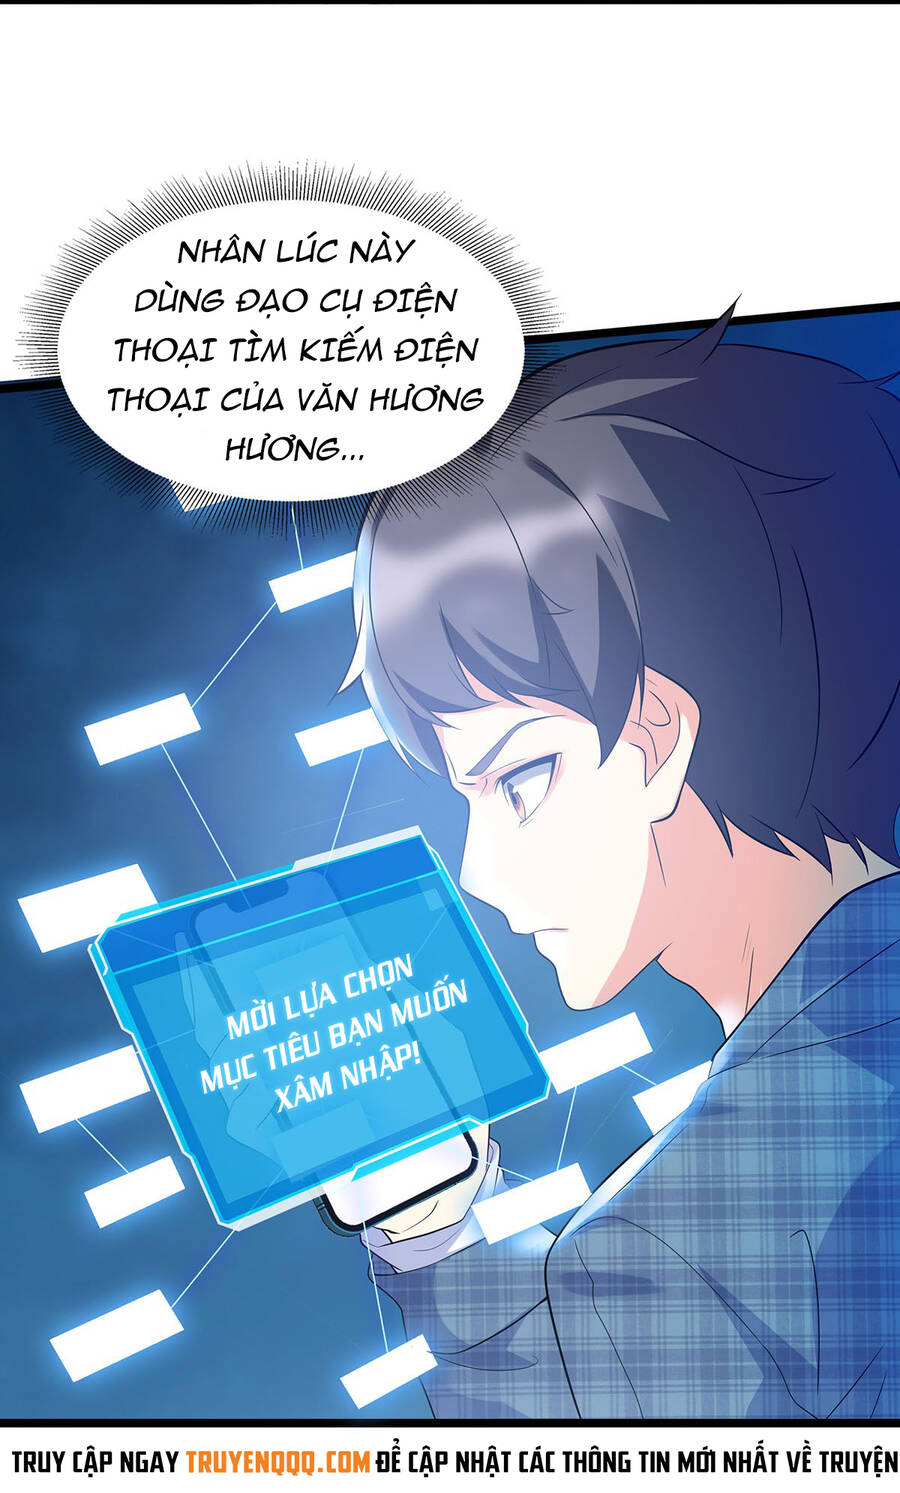 NHÂN LÚC NÀY
DÙNG ĐẠO CỤ ĐIỆN
THOẠI TÌM KIẾM ĐIỆN
THOẠI CỦA VĂN HƯƠNG
HƯƠNG...
MỜI LỰA CHỌN
MỤC TIÊU BẠN MUỐN
XÂM NHẬP!
TRUY CẬP NGAY TRUYENQQQ.COM ĐỂ CẬP NHẬT CÁC THÔNG TIN MỚI NHẤT VỀ TRUYỆN